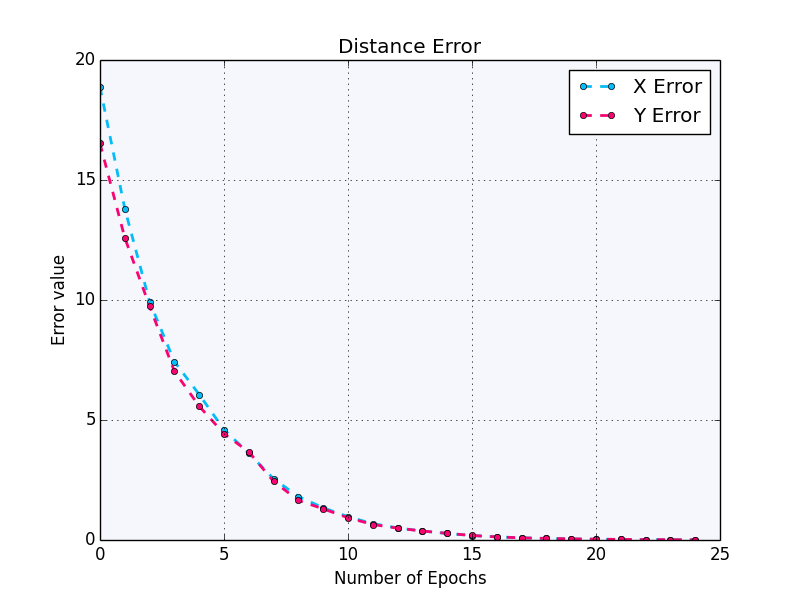 Distance Error
X Error
Y Error
20
15
10
5
0
Error value
0 5 10 15 20 25
Number of Epochs